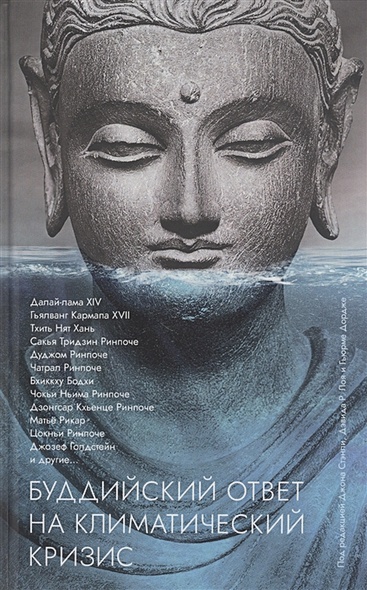 Далай-лама XIV
Гьялванг Кармапа XVII
Тхить Нят Хань
Сакья Тридзин Ринпоче
Дуджом Ринпоче
Чатрал Ринпоче
Бхиккху Бодхи
Чокьи Ньима Ринпоче
Дзонгсар Кхьенце Ринпоче
Матьё Рикар
Цокньи Ринпоче
Джозеф Голдстейн
и другие...
БУДДИЙСКИЙ ОТВЕТ
НА КЛИМАТИЧЕСКИЙ
КРИЗИС
Под редакцией Джона Стэнли, Дэвида Р. Лоя и Гьюрме Дордже